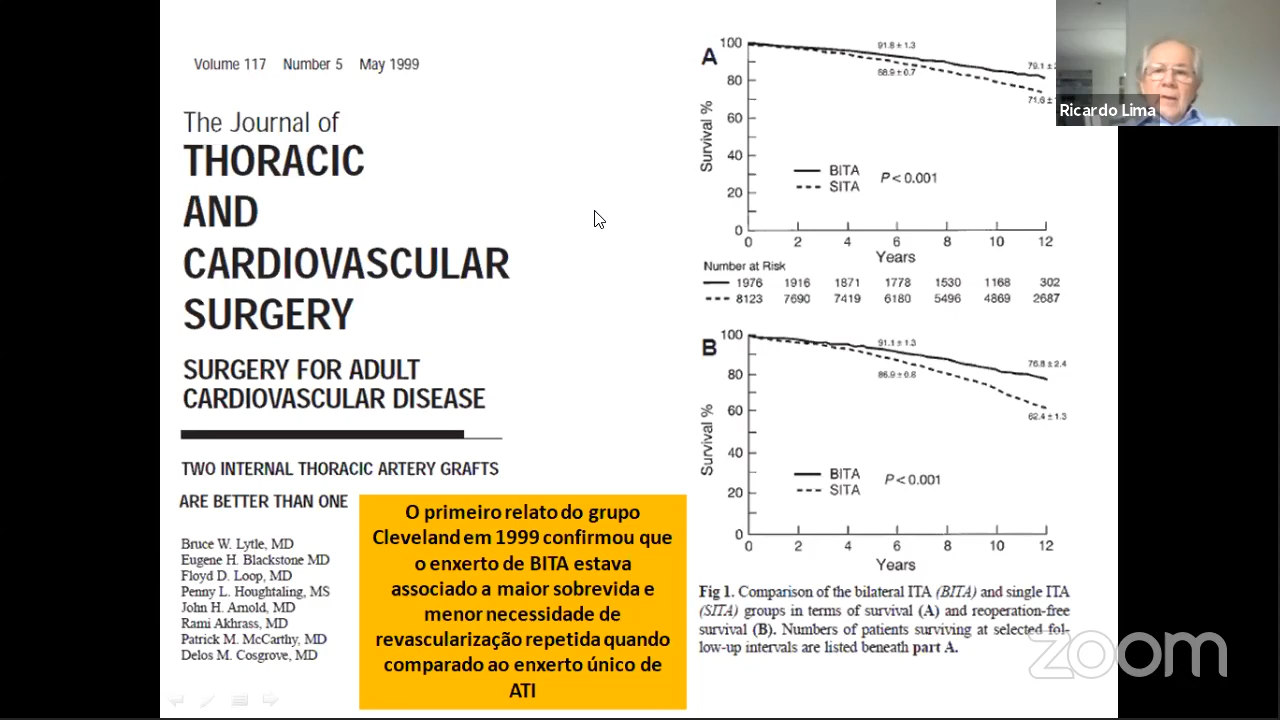 Volume 117 Number 5 May 1999
The Journal of
THORACIC
AND
CARDIOVASCULAR
SURGERY
SURGERY FOR ADULT
CARDIOVASCULAR DISEASE
TWO INTERNAL THORACIC ARTERY GRAFTS
ARE BETTER THAN ONE
Bruce W. Lytle, MD
Eugene H. Blackstone MD
Floyd D. Loop, MD
Penny L. Houghtaling, MS
John H. Arnold, MD
Rami Akhrass, MD
Patrick M. McCarthy, MD
Delos M. Cosgrove, MD
O primeiro relato do grupo
Cleveland em 1999 confirmou que
o enxerto de BITA estava
associado a maior sobrevida e
menor necessidade de
revascularização repetida quando
comparado ao enxerto único de
ATI
A
Survival %
100
80
60
40
20
0
91.8 ± 1.3
88.9 ± 0.7
79.1 ±
71.6 ±
BITA
SITA
P < 0.001
0 2 4 6 8 10 12
Years
Number at Risk
1976 1916 1871 1778 1530 1168 302
8123 7690 7419 6180 5496 4869 2687
B
Survival %
100
80
60
40
20
0
91.1 ± 1.3
86.9 ± 0.8
76.8 ± 2.4
62.4 ± 1.3
BITA
SITA
P < 0.001
0 2 4 6 8 10 12
Years
Fig 1. Comparison of the bilateral ITA (BITA) and single ITA
(SITA) groups in terms of survival (A) and reoperation-free
survival (B). Numbers of patients surviving at selected fol-
low-up intervals are listed beneath part A.
Ricardo Lima
zoom